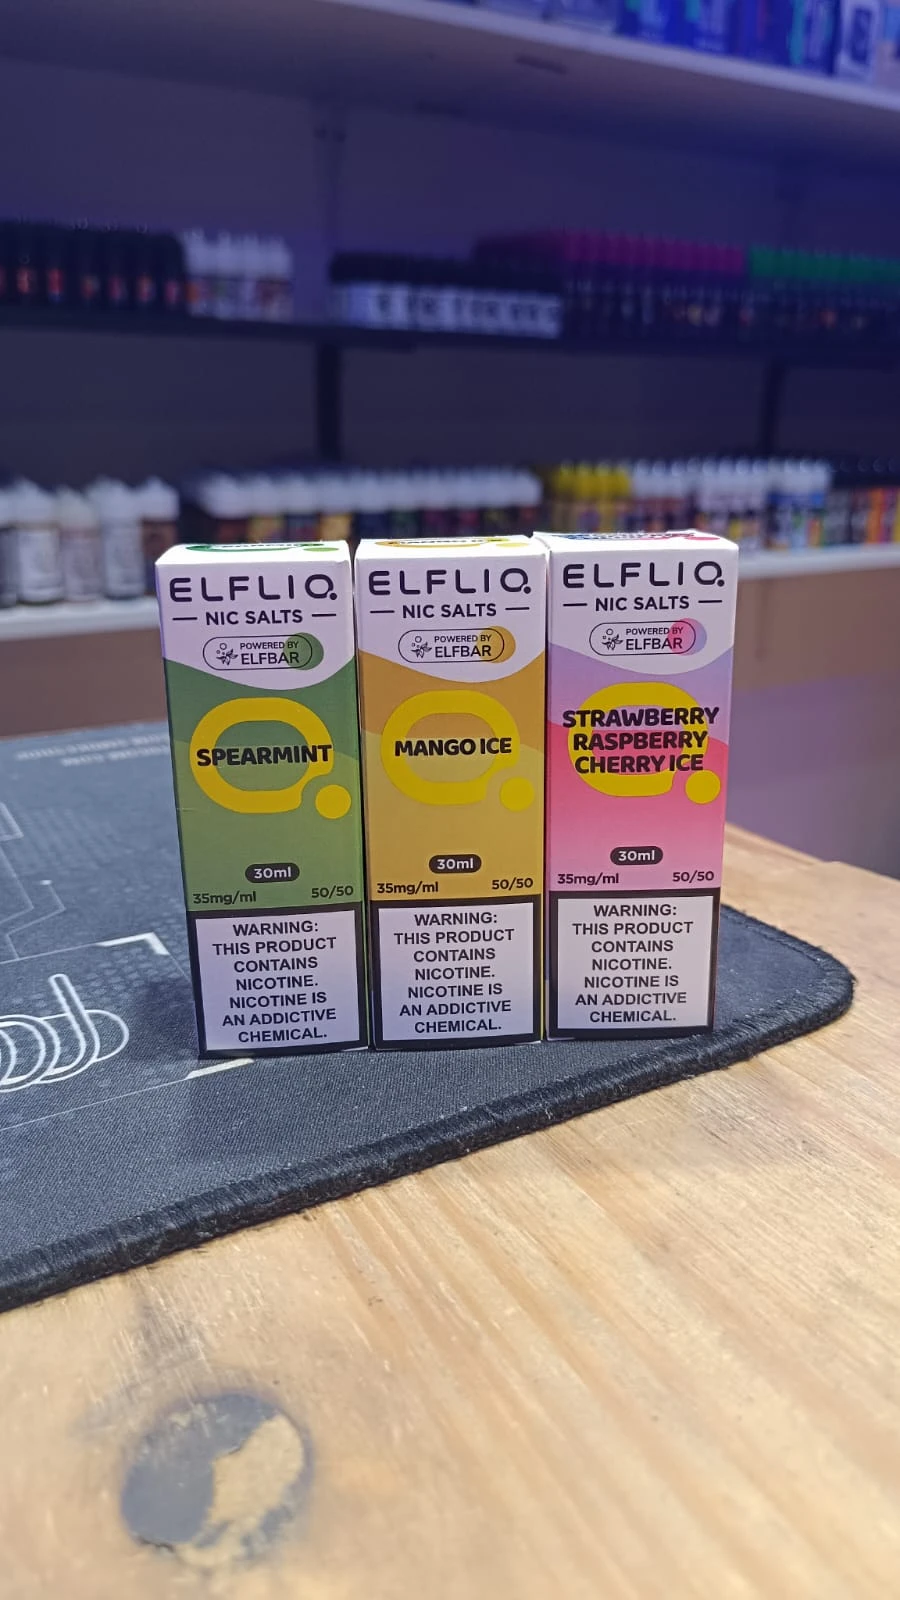 ELFLIQ
NIC SALTS
POWERED BY
ELFBAR
SPEARMINT
30ml
35mg/ml 50/50
WARNING:
THIS PRODUCT
CONTAINS
NICOTINE.
NICOTINE IS
AN ADDICTIVE
CHEMICAL.
ELFLIQ
NIC SALTS
POWERED BY
ELFBAR
MANGO ICE
30ml
35mg/ml 50/50
WARNING:
THIS PRODUCT
CONTAINS
NICOTINE.
NICOTINE IS
AN ADDICTIVE
CHEMICAL.
ELFLIQ
NIC SALTS
POWERED BY
ELFBAR
STRAWBERRY
RASPBERRY
CHERRY ICE
30ml
35mg/ml 50/50
WARNING:
THIS PRODUCT
CONTAINS
NICOTINE.
NICOTINE IS
AN ADDICTIVE
CHEMICAL.